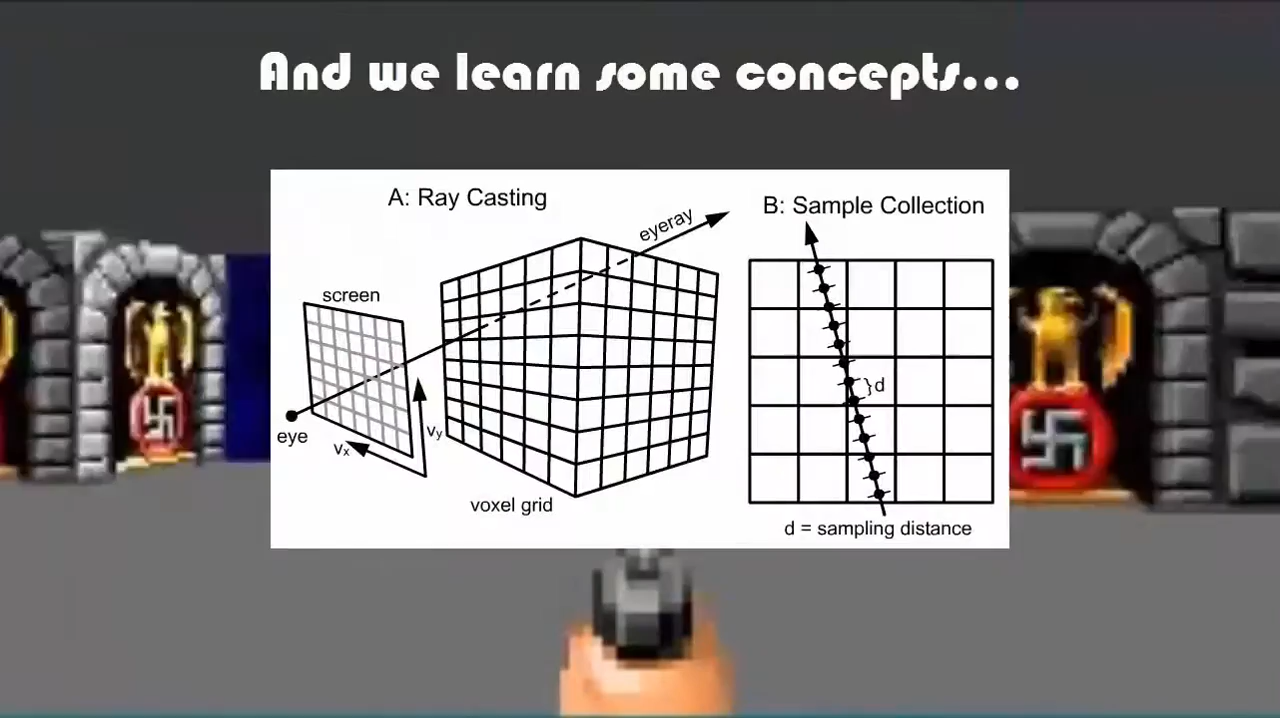 And we learn some concepts...
A: Ray Casting
B: Sample Collection
eyeray
screen
}d
eye
vx
vy
voxel grid
d = sampling distance